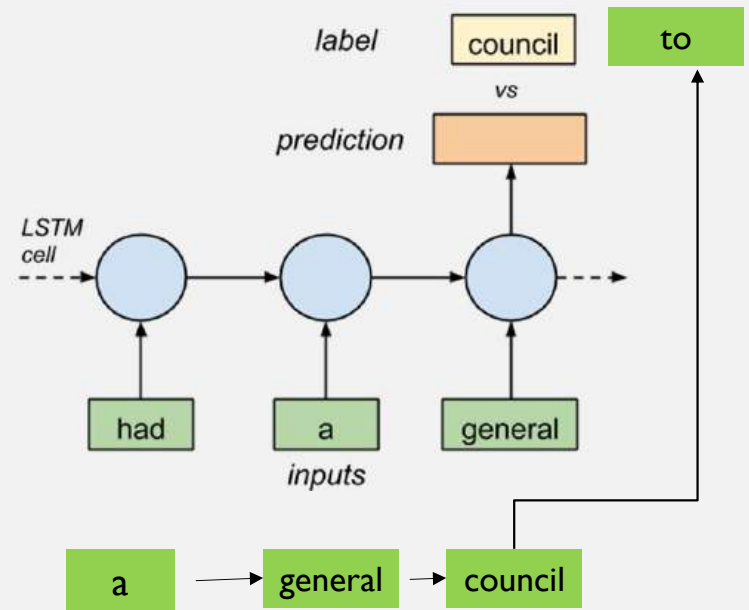 label council to
vs
prediction
LSTM
cell
had a general
inputs
a general council